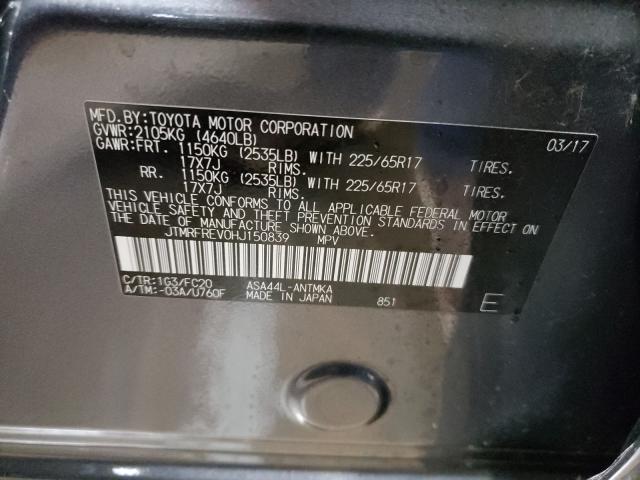 MFD.BY:TOYOTA MOTOR CORPORATION 03/17
GVWR:2105KG (4640LB)
GAWR:FRT. 1150KG (2535LB) WITH 225/65R17 TIRES.
17X7J RIMS.
RR. 1150KG (2535LB) WITH 225/65R17 TIRES.
17X7J RIMS.
THIS VEHICLE CONFORMS TO ALL APPLICABLE FEDERAL MOTOR
VEHICLE SAFETY AND THEFT PREVENTION STANDARDS IN EFFECT ON
THE DATE OF MANUFACTURE SHOWN ABOVE.
JTMRFREV0HJ150839 MPV
C/TR:1G3/FC20 ASA44L-ANTMKA
A/TM:-03A/U760F MADE IN JAPAN 851 E